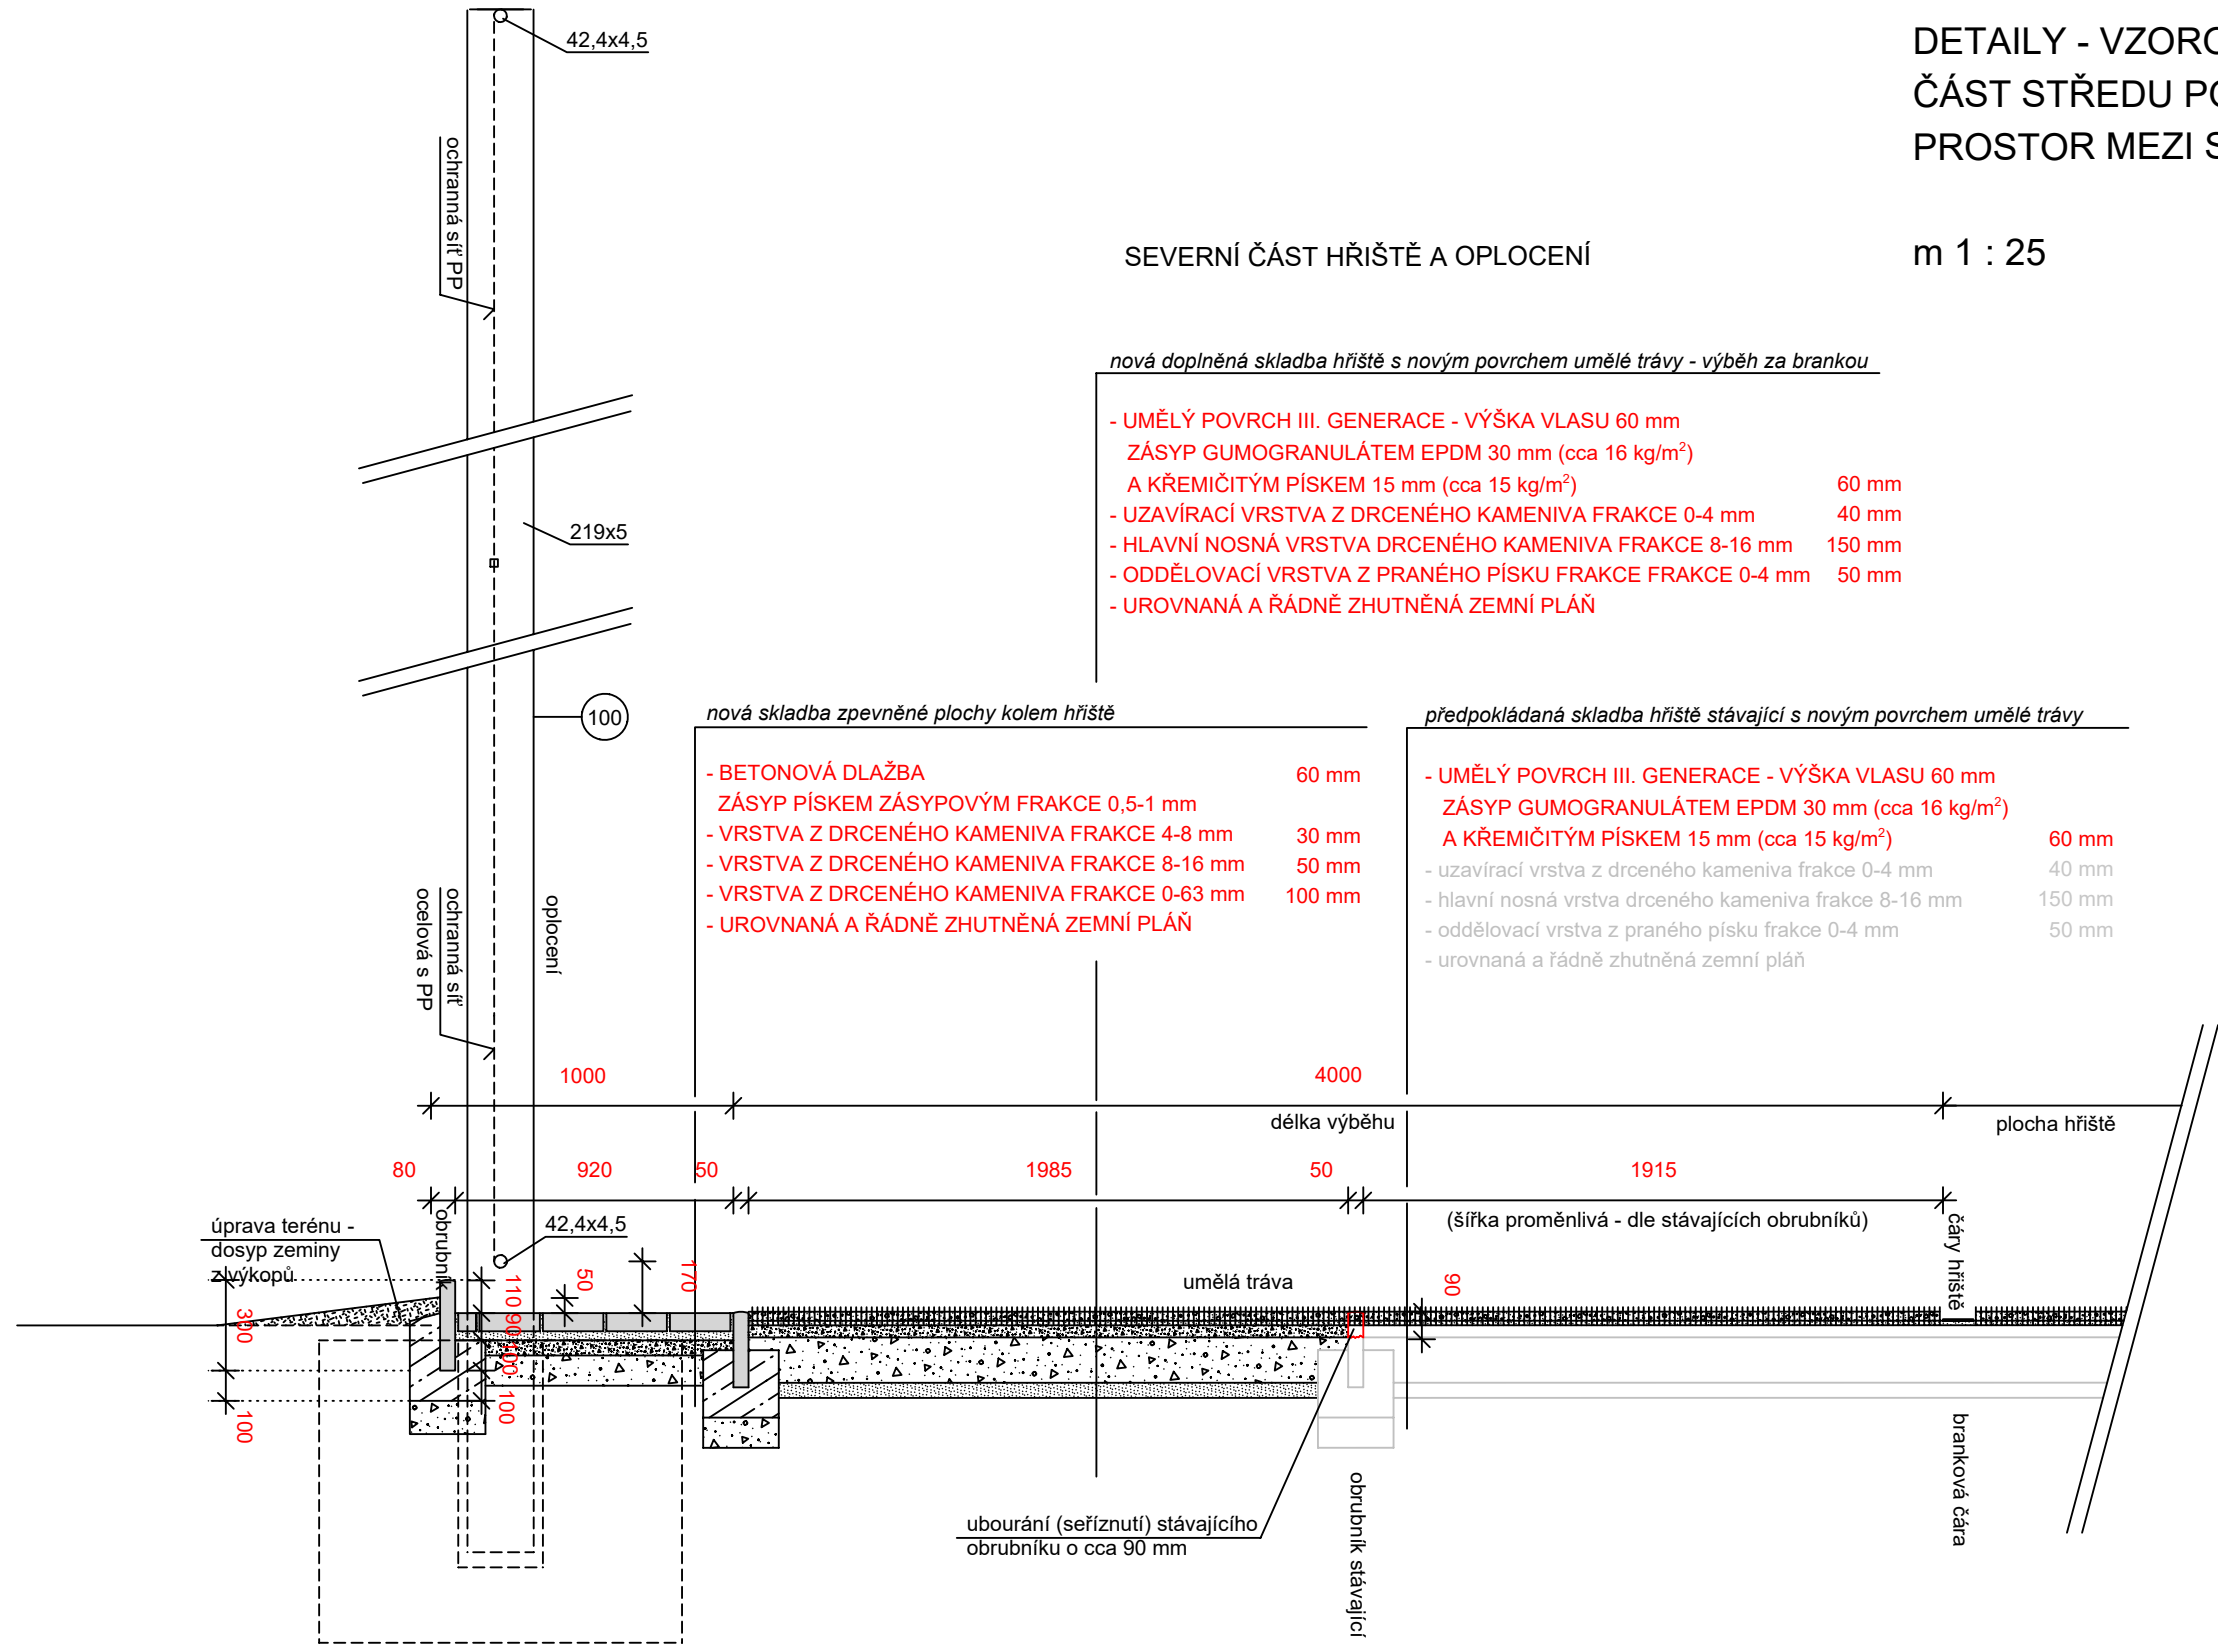 DETAILY - VZORO
ČÁST STŘEDU PO
PROSTOR MEZI S
m 1 : 25
SEVERNÍ ČÁST HŘIŠTĚ A OPLOCENÍ
42,4x4,5
ochranná síť PP
219x5
100
nová doplněná skladba hřiště s novým povrchem umělé trávy - výběh za brankou
- UMĚLÝ POVRCH III. GENERACE - VÝŠKA VLASU 60 mm
ZÁSYP GUMOGRANULÁTEM EPDM 30 mm (cca 16 kg/m²)
A KŘEMIČITÝM PÍSKEM 15 mm (cca 15 kg/m²) 60 mm
- UZAVÍRACÍ VRSTVA Z DRCENÉHO KAMENIVA FRAKCE 0-4 mm 40 mm
- HLAVNÍ NOSNÁ VRSTVA DRCENÉHO KAMENIVA FRAKCE 8-16 mm 150 mm
- ODDĚLOVACÍ VRSTVA Z PRANÉHO PÍSKU FRAKCE FRAKCE 0-4 mm 50 mm
- UROVNANÁ A ŘÁDNĚ ZHUTNĚNÁ ZEMNÍ PLÁŇ
nová skladba zpevněné plochy kolem hřiště
- BETONOVÁ DLAŽBA 60 mm
ZÁSYP PÍSKEM ZÁSYPOVÝM FRAKCE 0,5-1 mm
- VRSTVA Z DRCENÉHO KAMENIVA FRAKCE 4-8 mm 30 mm
- VRSTVA Z DRCENÉHO KAMENIVA FRAKCE 8-16 mm 50 mm
- VRSTVA Z DRCENÉHO KAMENIVA FRAKCE 0-63 mm 100 mm
- UROVNANÁ A ŘÁDNĚ ZHUTNĚNÁ ZEMNÍ PLÁŇ
předpokládaná skladba hřiště stávající s novým povrchem umělé trávy
- UMĚLÝ POVRCH III. GENERACE - VÝŠKA VLASU 60 mm
ZÁSYP GUMOGRANULÁTEM EPDM 30 mm (cca 16 kg/m²)
A KŘEMIČITÝM PÍSKEM 15 mm (cca 15 kg/m²) 60 mm
- uzavírací vrstva z drceného kameniva frakce 0-4 mm 40 mm
- hlavní nosná vrstva drceného kameniva frakce 8-16 mm 150 mm
- oddělovací vrstva z praného písku frakce 0-4 mm 50 mm
- urovnaná a řádně zhutněná zemní pláň
ochranná síť
ocelová s PP
oplocení
1000
4000
délka výběhu
plocha hřiště
80
920
50
1985
50
1915
(šířka proměnlivá - dle stávajících obrubníků)
úprava terénu -
dosyp zeminy
z výkopů
obrubník
42,4x4,5
110
90
100
100
50
170
300
100
umělá tráva
90
čáry hřiště
branková čára
obrubník stávající
ubourání (seříznutí) stávajícího
obrubníku o cca 90 mm